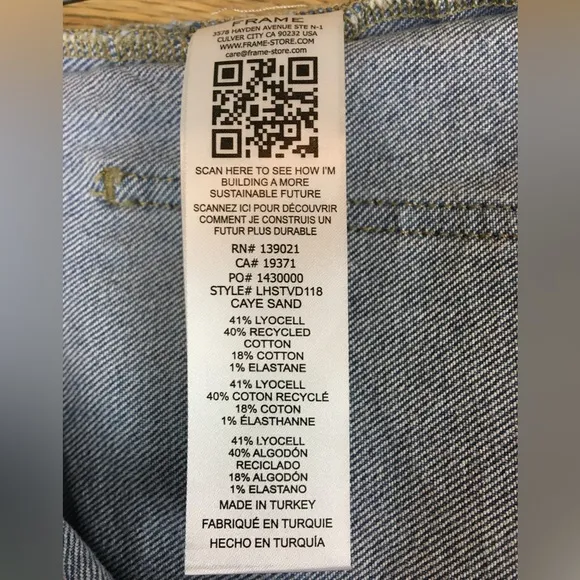 FRAME
3578 HAYDEN AVENUE STE N-1
CULVER CITY CA 90232 USA
WWW.FRAME-STORE.COM
care@frame-store.com
SCAN HERE TO SEE HOW I'M
BUILDING A MORE
SUSTAINABLE FUTURE
SCANNEZ ICI POUR DÉCOUVRIR
COMMENT JE CONSTRUIS UN
FUTUR PLUS DURABLE
RN# 139021
CA# 19371
PO# 1430000
STYLE# LHSTVD118
CAYE SAND
41% LYOCELL
40% RECYCLED
COTTON
18% COTTON
1% ELASTANE
41% LYOCELL
40% COTON RECYCLÉ
18% COTON
1% ÉLASTHANNE
41% LYOCELL
40% ALGODÓN
RECICLADO
18% ALGODÓN
1% ELASTANO
MADE IN TURKEY
FABRIQUÉ EN TURQUIE
HECHO EN TURQUÍA